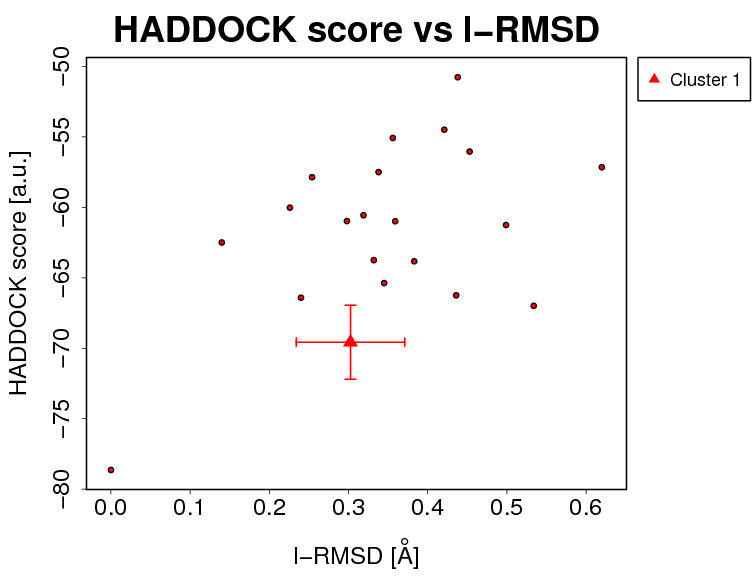 HADDOCK score vs I−RMSD
Cluster 1
HADDOCK score [a.u.]
−50
−55
−60
−65
−70
−75
−80
0.0 0.1 0.2 0.3 0.4 0.5 0.6
I−RMSD [Å]